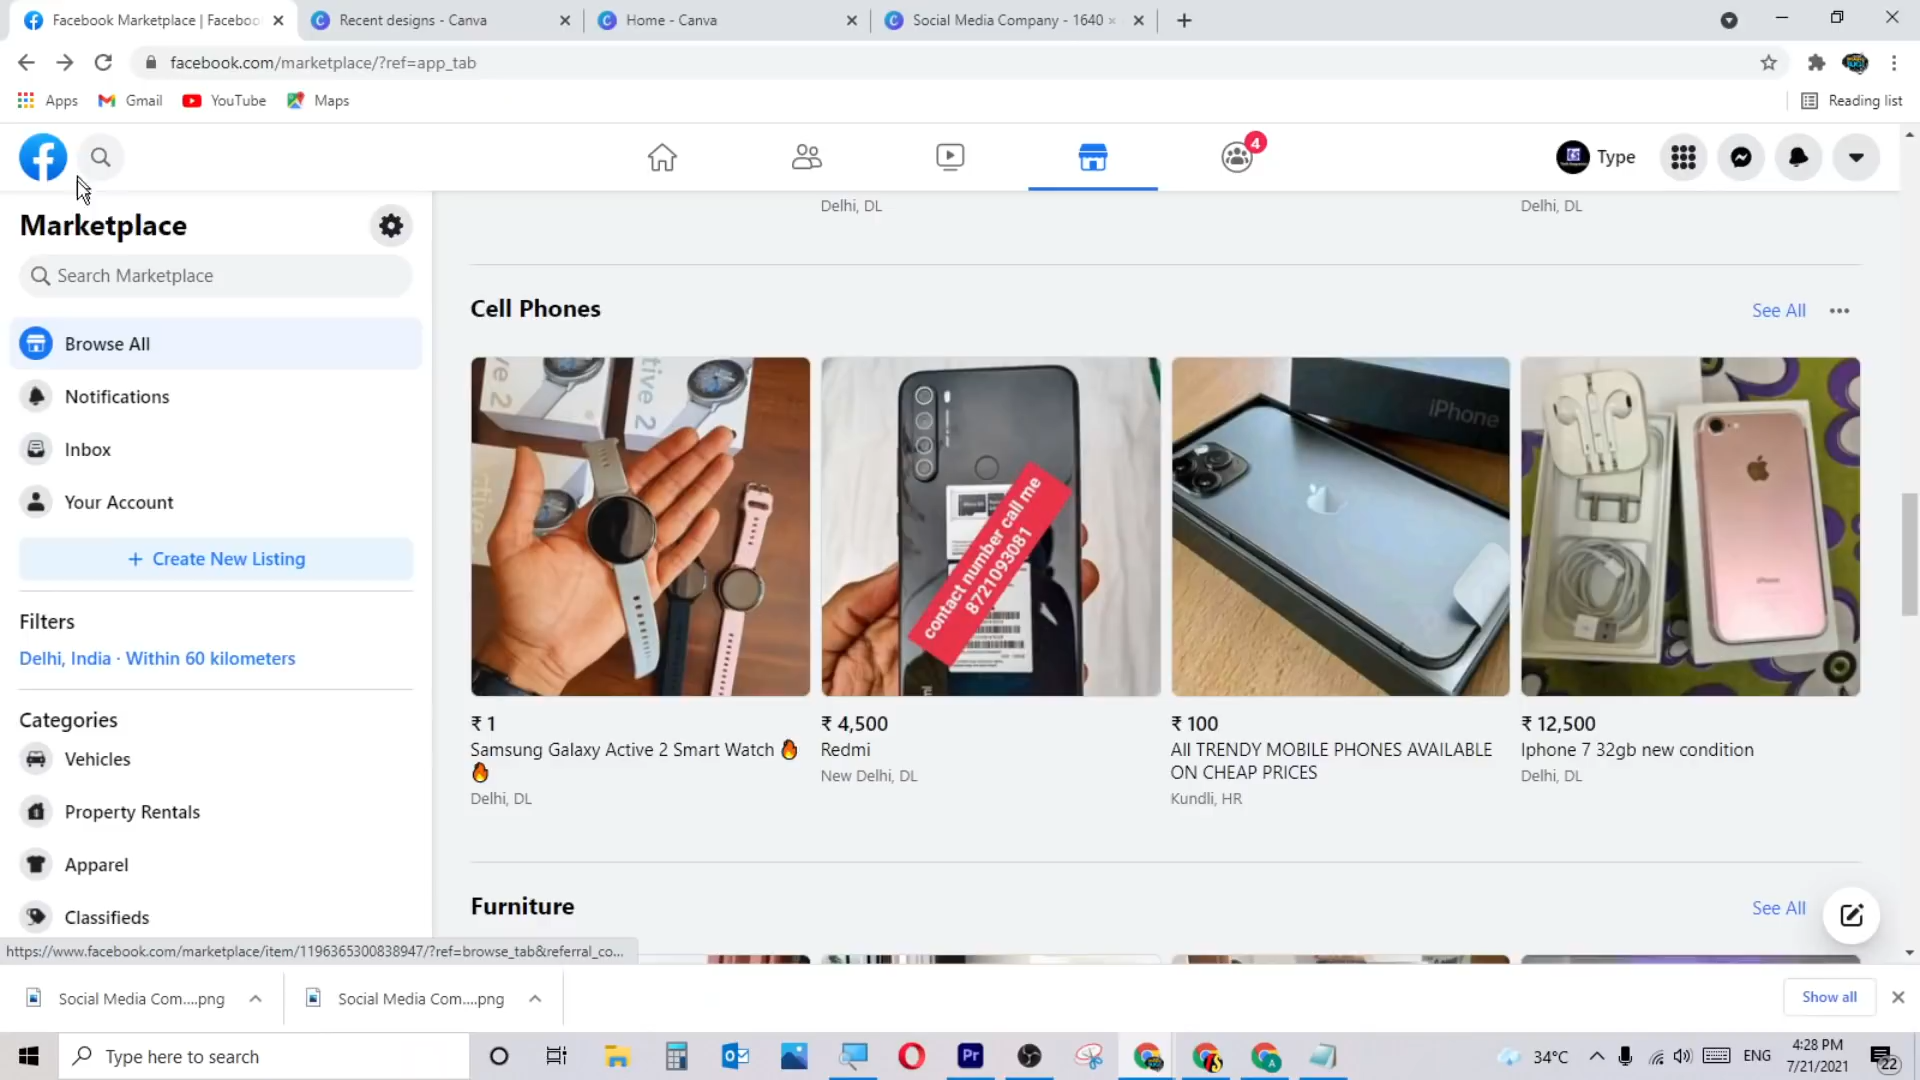 Facebook Marketplace | Faceboo
Recent designs - Canva
Home - Canva
Social Media Company - 1640 ×
facebook.com/marketplace/?ref=app_tab
Apps
Gmail
YouTube
Maps
Reading list
4
Type
Marketplace
Search Marketplace
Browse All
Notifications
Inbox
Your Account
+ Create New Listing
Filters
Delhi, India · Within 60 kilometers
Categories
Vehicles
Property Rentals
Apparel
Classifieds
Delhi, DL
Delhi, DL
Cell Phones
See All
contact number call me
8721093081
iPhone
₹ 1
Samsung Galaxy Active 2 Smart Watch 🔥
🔥
Delhi, DL
₹ 4,500
Redmi
New Delhi, DL
₹ 100
All TRENDY MOBILE PHONES AVAILABLE
ON CHEAP PRICES
Kundli, HR
₹ 12,500
Iphone 7 32gb new condition
Delhi, DL
Furniture
See All
https://www.facebook.com/marketplace/item/1196365300838947/?ref=browse_tab&referral_co...
Social Media Com....png
Social Media Com....png
Show all
Type here to search
Pr
34°C
ENG
4:28 PM
7/21/2021
22